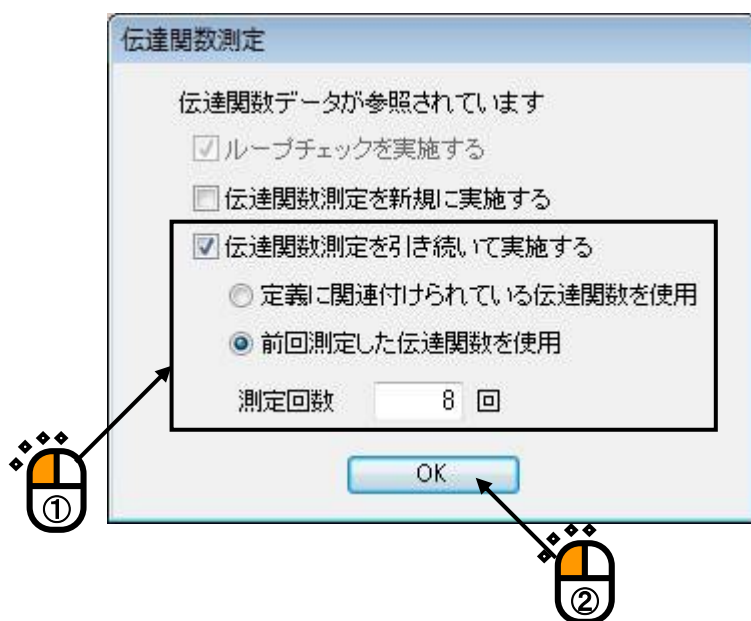 伝達関数測定
伝達関数データが参照されています
ループチェックを実施する
伝達関数測定を新規に実施する
伝達関数測定を引き続いて実施する
定義に関連付けられている伝達関数を使用
前回測定した伝達関数を使用
測定回数 8 回
OK
①
②